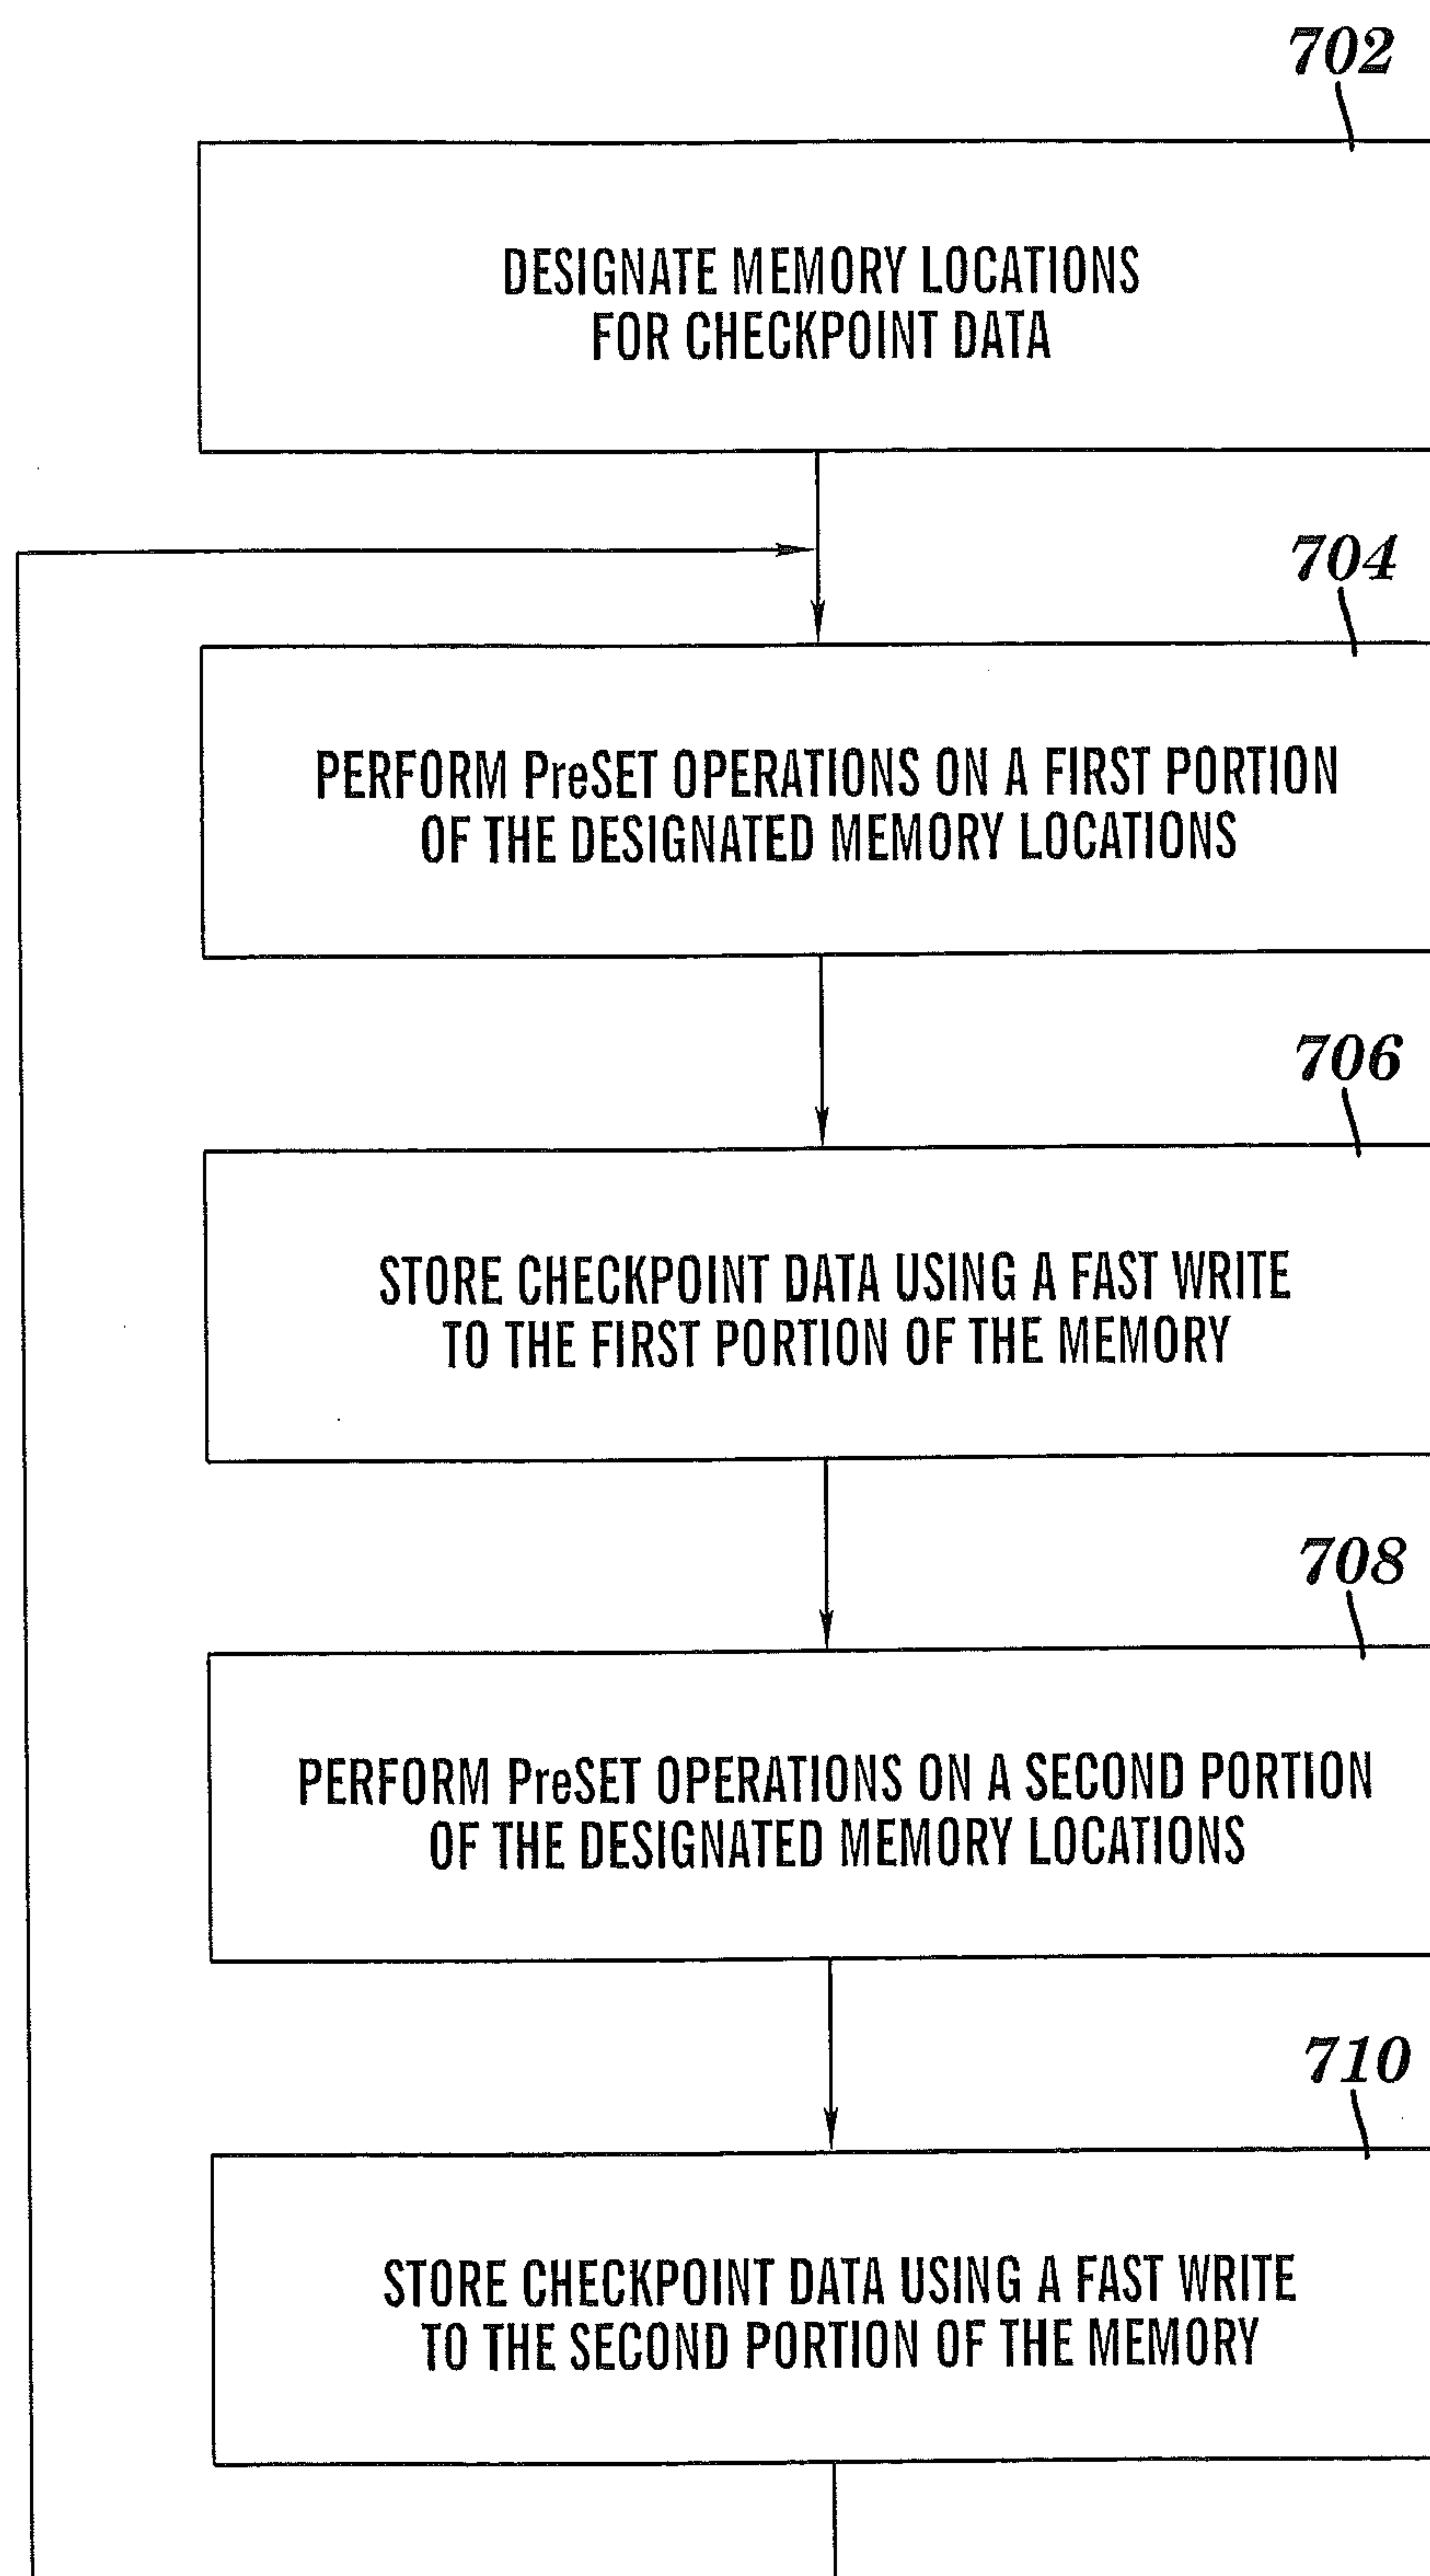 702
DESIGNATE MEMORY LOCATIONS
FOR CHECKPOINT DATA
704
PERFORM PreSET OPERATIONS ON A FIRST PORTION
OF THE DESIGNATED MEMORY LOCATIONS
706
STORE CHECKPOINT DATA USING A FAST WRITE
TO THE FIRST PORTION OF THE MEMORY
708
PERFORM PreSET OPERATIONS ON A SECOND PORTION
OF THE DESIGNATED MEMORY LOCATIONS
710
STORE CHECKPOINT DATA USING A FAST WRITE
TO THE SECOND PORTION OF THE MEMORY